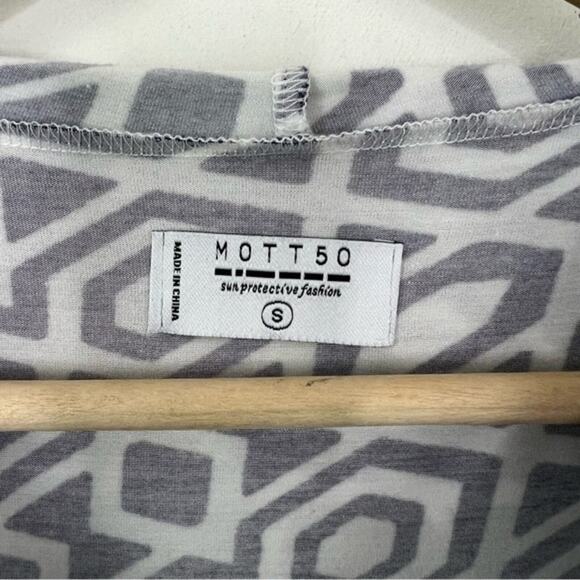 MOTT50
sun protective fashion
S
MADE IN CHINA